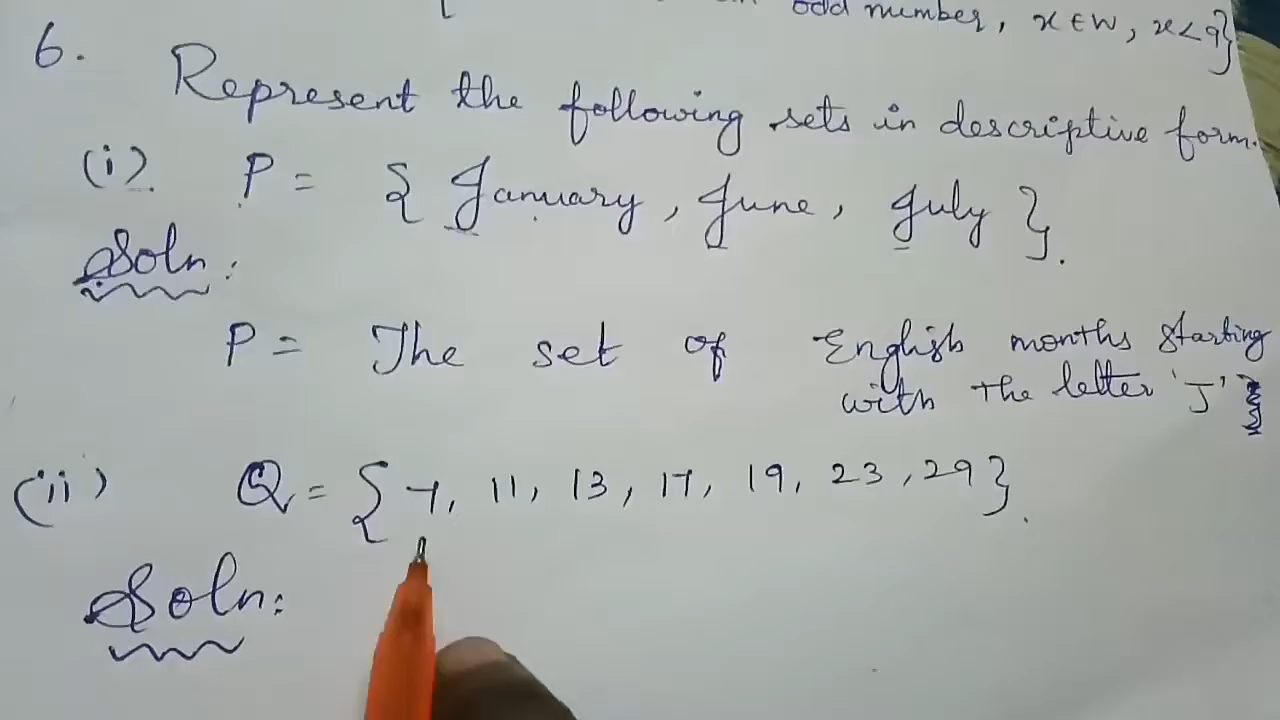 odd number, x ∈ W, x < 9}
6. Represent the following sets in descriptive form.
(i). P = { January, June, July }.
Soln:
P = The set of English months starting
with the letter 'J'
(ii) Q = {7, 11, 13, 17, 19, 23, 29}.
Soln: